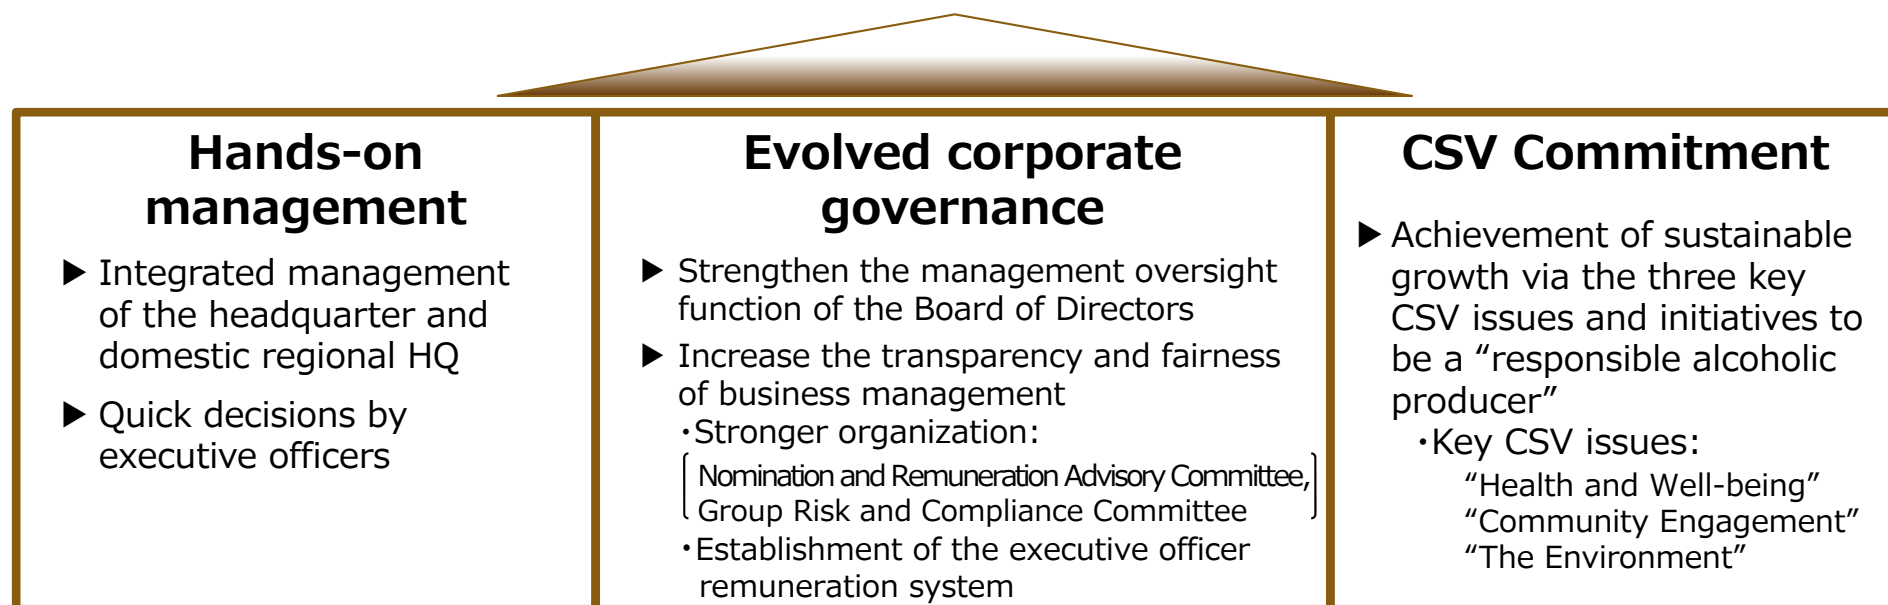 Hands-on
management
▶ Integrated management
of the headquarter and
domestic regional HQ
▶ Quick decisions by
executive officers
Evolved corporate
governance
▶ Strengthen the management oversight
function of the Board of Directors
▶ Increase the transparency and fairness
of business management
・Stronger organization:
Nomination and Remuneration Advisory Committee,
Group Risk and Compliance Committee
・Establishment of the executive officer
remuneration system
CSV Commitment
▶ Achievement of sustainable
growth via the three key
CSV issues and initiatives to
be a “responsible alcoholic
producer”
・Key CSV issues:
“Health and Well-being”
“Community Engagement”
“The Environment”